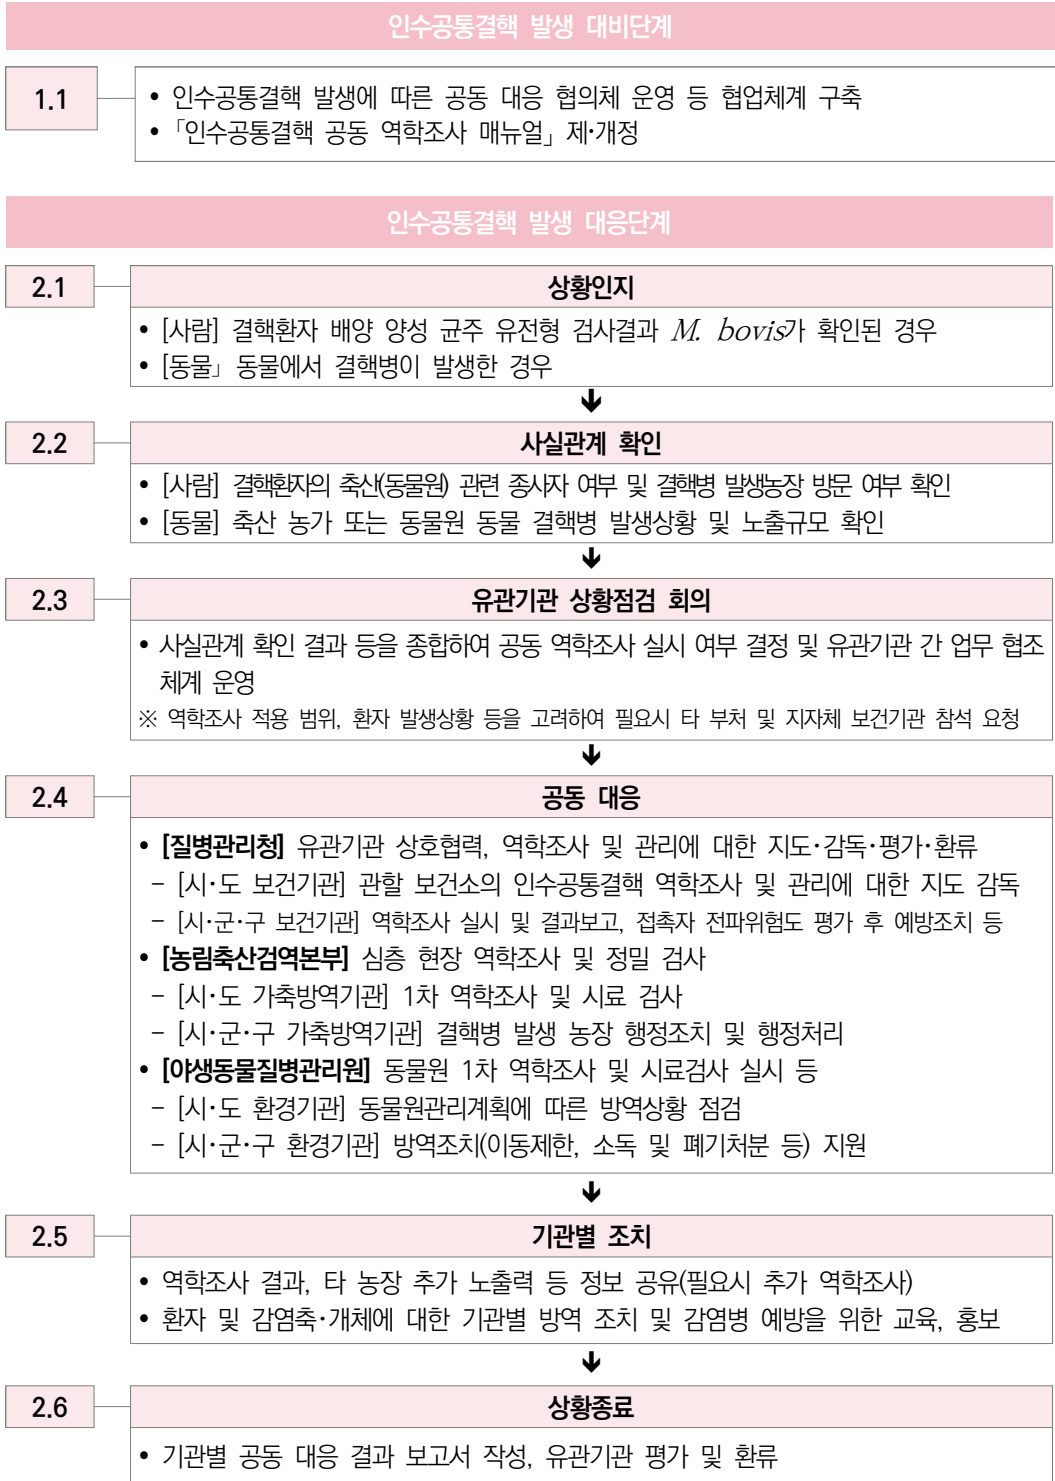 인수공통결핵 발생 대비단계
1.1
• 인수공통결핵 발생에 따른 공동 대응 협의체 운영 등 협업체계 구축
• 「인수공통결핵 공동 역학조사 매뉴얼」 제·개정
인수공통결핵 발생 대응단계
2.1
상황인지
• [사람] 결핵환자 배양 양성 균주 유전형 검사결과 M. bovis가 확인된 경우
• [동물」 동물에서 결핵병이 발생한 경우
2.2
사실관계 확인
• [사람] 결핵환자의 축산(동물원) 관련 종사자 여부 및 결핵병 발생농장 방문 여부 확인
• [동물] 축산 농가 또는 동물원 동물 결핵병 발생상황 및 노출규모 확인
2.3
유관기관 상황점검 회의
• 사실관계 확인 결과 등을 종합하여 공동 역학조사 실시 여부 결정 및 유관기관 간 업무 협조
체계 운영
※ 역학조사 적용 범위, 환자 발생상황 등을 고려하여 필요시 타 부처 및 지자체 보건기관 참석 요청
2.4
공동 대응
• [질병관리청] 유관기관 상호협력, 역학조사 및 관리에 대한 지도·감독·평가·환류
- [시·도 보건기관] 관할 보건소의 인수공통결핵 역학조사 및 관리에 대한 지도 감독
- [시·군·구 보건기관] 역학조사 실시 및 결과보고, 접촉자 전파위험도 평가 후 예방조치 등
• [농림축산검역본부] 심층 현장 역학조사 및 정밀 검사
- [시·도 가축방역기관] 1차 역학조사 및 시료 검사
- [시·군·구 가축방역기관] 결핵병 발생 농장 행정조치 및 행정처리
• [야생동물질병관리원] 동물원 1차 역학조사 및 시료검사 실시 등
- [시·도 환경기관] 동물원관리계획에 따른 방역상황 점검
- [시·군·구 환경기관] 방역조치(이동제한, 소독 및 폐기처분 등) 지원
2.5
기관별 조치
• 역학조사 결과, 타 농장 추가 노출력 등 정보 공유(필요시 추가 역학조사)
• 환자 및 감염축·개체에 대한 기관별 방역 조치 및 감염병 예방을 위한 교육, 홍보
2.6
상황종료
• 기관별 공동 대응 결과 보고서 작성, 유관기관 평가 및 환류